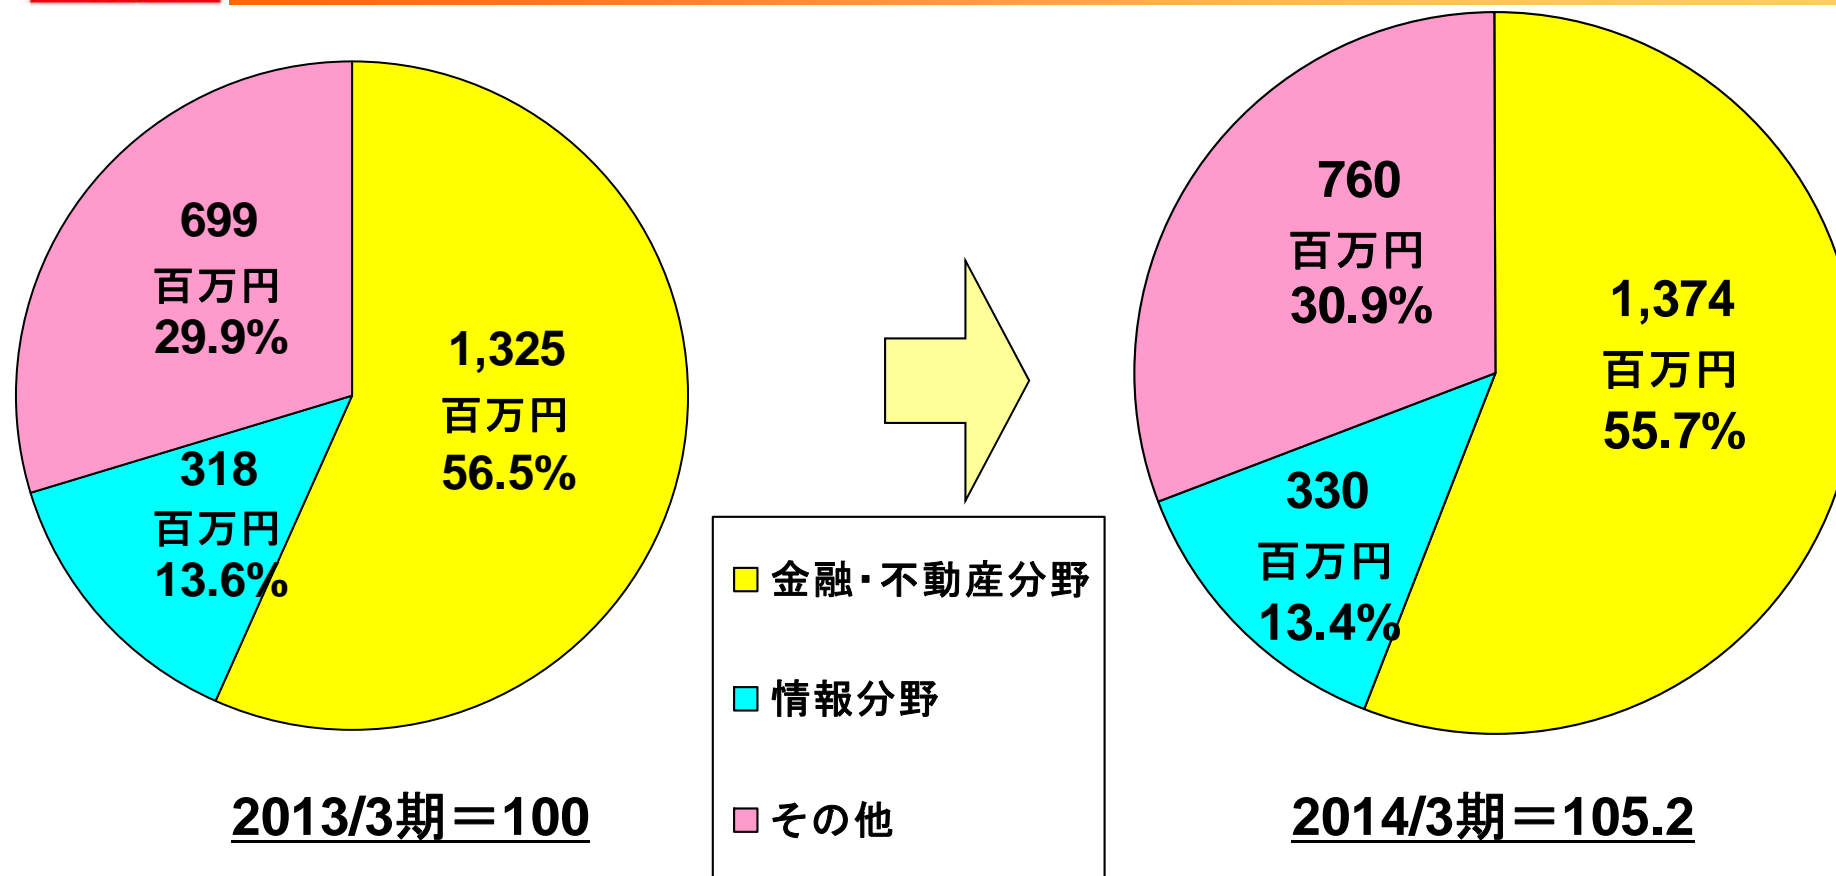 699
百万円
29.9%
1,325
百万円
56.5%
318
百万円
13.6%
2013/3期＝100
金融・不動産分野
情報分野
その他
760
百万円
30.9%
1,374
百万円
55.7%
330
百万円
13.4%
2014/3期＝105.2